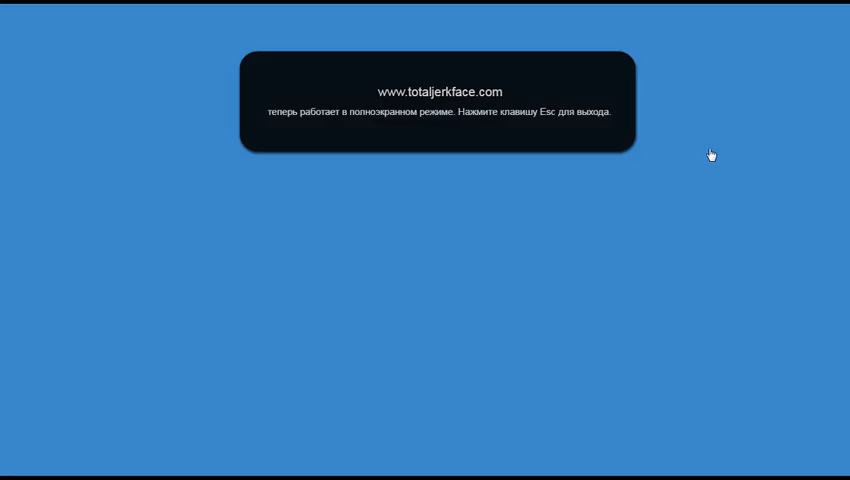 www.totaljerkface.com
теперь работает в полноэкранном режиме. Нажмите клавишу Esc для выхода.